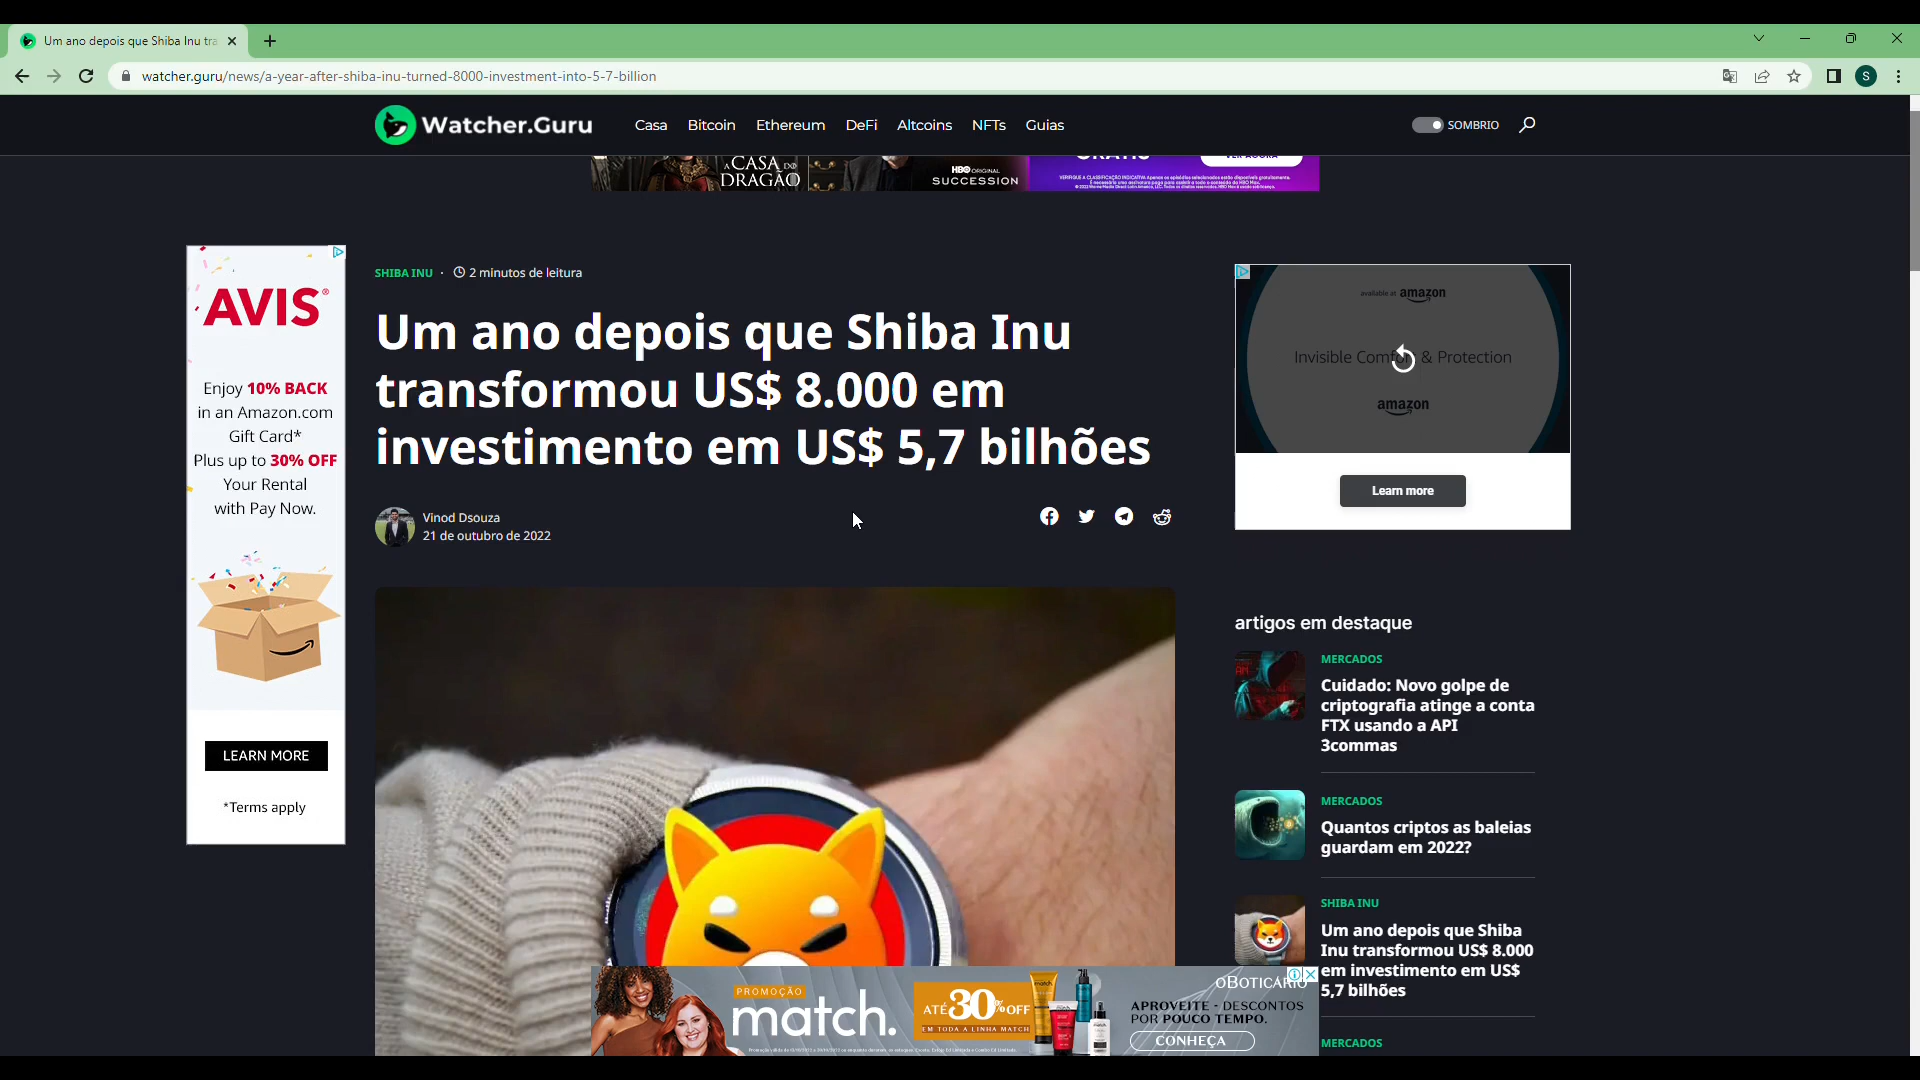 Um ano depois que Shiba Inu tra
watcher.guru/news/a-year-after-shiba-inu-turned-8000-investment-into-5-7-billion
S
Watcher.Guru
Casa Bitcoin Ethereum DeFi Altcoins NFTs Guias
SOMBRIO
A CASA DO
DRAGÃO
HBO ORIGINAL
SUCCESSION
GRÁTIS
VER AGORA
AVIS®
Enjoy 10% BACK
in an Amazon.com
Gift Card*
Plus up to 30% OFF
Your Rental
with Pay Now.
LEARN MORE
*Terms apply
SHIBA INU · 2 minutos de leitura
Um ano depois que Shiba Inu
transformou US$ 8.000 em
investimento em US$ 5,7 bilhões
Vinod Dsouza
21 de outubro de 2022
available at amazon
Invisible Comfort & Protection
amazon
Learn more
artigos em destaque
MERCADOS
Cuidado: Novo golpe de
criptografia atinge a conta
FTX usando a API
3commas
MERCADOS
Quantos criptos as baleias
guardam em 2022?
SHIBA INU
Um ano depois que Shiba
Inu transformou US$ 8.000
em investimento em US$
5,7 bilhões
MERCADOS
PROMOÇÃO
match.
ATÉ 30% OFF
EM TODA A LINHA MATCH
OBOTICÁRIO
APROVEITE - DESCONTOS
POR POUCO TEMPO.
CONHEÇA